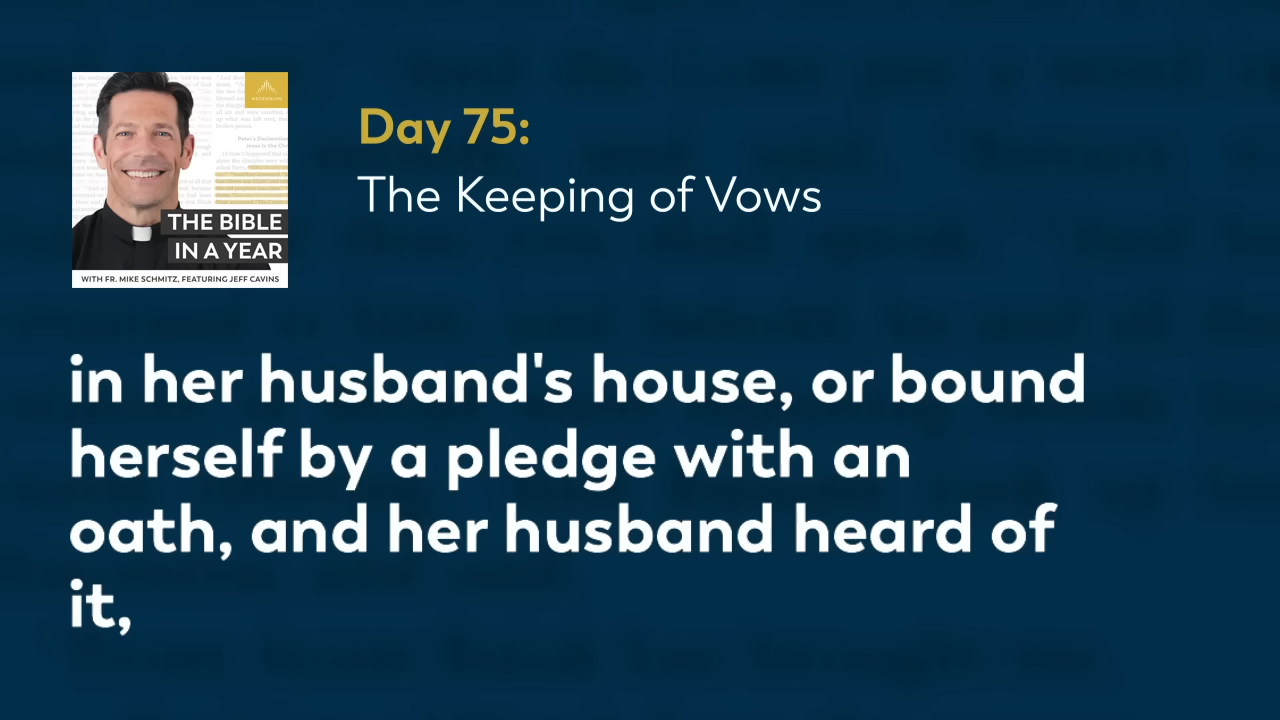 Day 75:
The Keeping of Vows
THE BIBLE
IN A YEAR
WITH FR. MIKE SCHMITZ, FEATURING JEFF CAVINS
in her husband's house, or bound
herself by a pledge with an
oath, and her husband heard of
it,